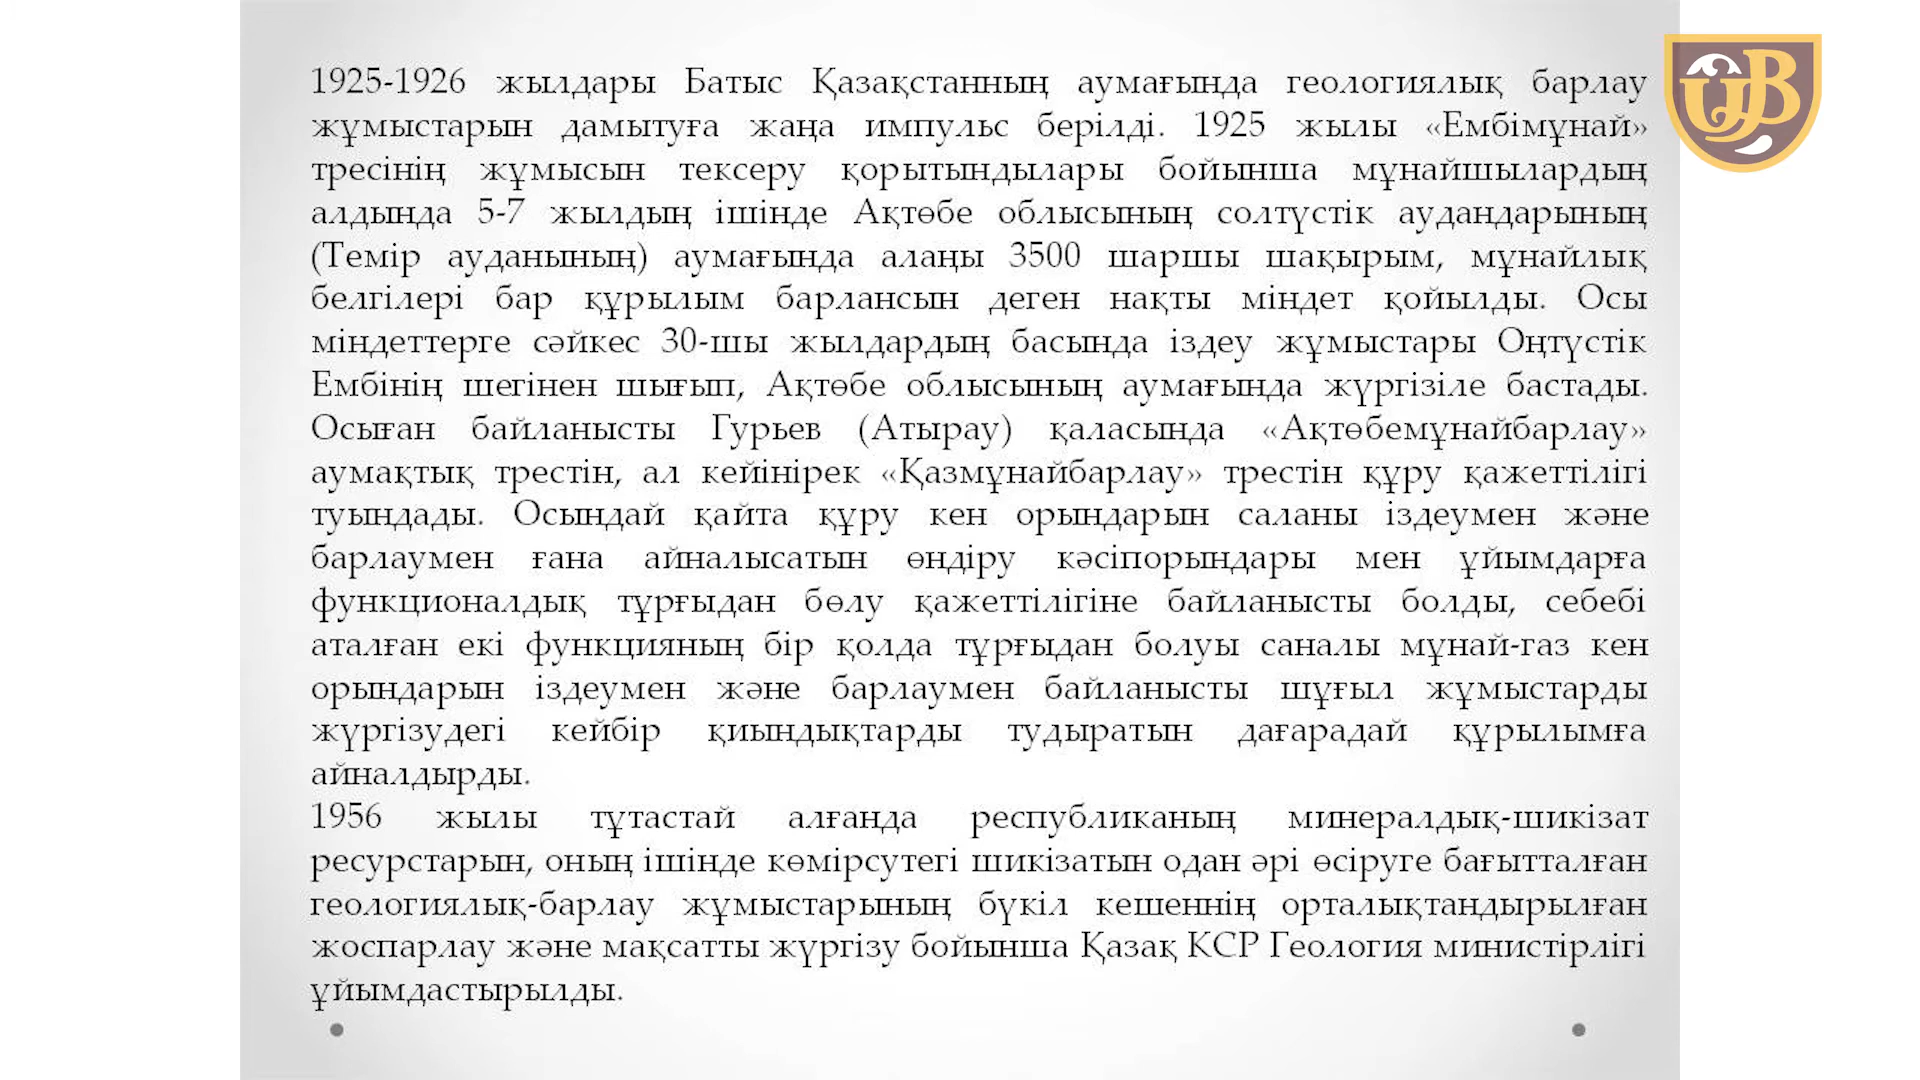 1925-1926 жылдары Батыс Қазақстанның аумағында геологиялық барлау
жұмыстарын дамытуға жаңа импульс берілді. 1925 жылы «Ембімұнай»
тресінің жұмысын тексеру қорытындылары бойынша мұнайшылардың
алдында 5-7 жылдың ішінде Ақтөбе облысының солтүстік аудандарының
(Темір ауданының) аумағында алаңы 3500 шаршы шақырым, мұнайлық
белгілері бар құрылым барлансын деген нақты міндет қойылды. Осы
міндеттерге сәйкес 30-шы жылдардың басында іздеу жұмыстары Оңтүстік
Ембінің шегінен шығып, Ақтөбе облысының аумағында жүргізіле бастады.
Осыған байланысты Гурьев (Атырау) қаласында «Ақтөбемұнайбарлау»
аумақтық трестін, ал кейінірек «Қазмұнайбарлау» трестін құру қажеттілігі
туындады. Осындай қайта құру кен орындарын саланы іздеумен және
барлаумен ғана айналысатын өндіру кәсіпорындары мен ұйымдарға
функционалдық тұрғыдан бөлу қажеттілігіне байланысты болды, себебі
аталған екі функцияның бір қолда тұрғыдан болуы саналы мұнай-газ кен
орындарын іздеумен және барлаумен байланысты шұғыл жұмыстарды
жүргізудегі кейбір қиындықтарды тудыратын дағарадай құрылымға
айналдырды.
1956 жылы тұтастай алғанда республиканың минералдық-шикізат
ресурстарын, оның ішінде көмірсутегі шикізатын одан әрі өсіруге бағытталған
геологиялық-барлау жұмыстарының бүкіл кешеннің орталықтандырылған
жоспарлау және мақсатты жүргізу бойынша Қазақ КСР Геология министірлігі
ұйымдастырылды.